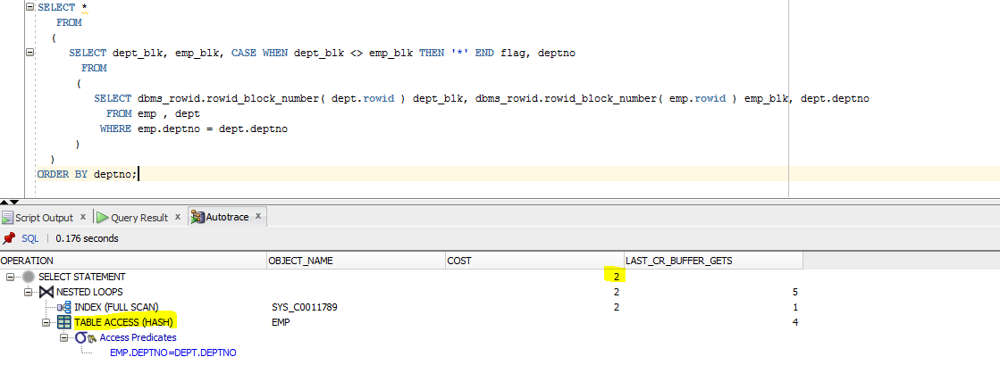 SELECT *
FROM
(
SELECT dept_blk, emp_blk, CASE WHEN dept_blk <> emp_blk THEN '*' END flag, deptno
FROM
(
SELECT dbms_rowid.rowid_block_number( dept.rowid ) dept_blk, dbms_rowid.rowid_block_number( emp.rowid ) emp_blk, dept.deptno
FROM emp , dept
WHERE emp.deptno = dept.deptno
)
)
ORDER BY deptno;
Script Output x Query Result x Autotrace x
SQL | 0.176 seconds
OPERATION OBJECT_NAME COST LAST_CR_BUFFER_GETS
SELECT STATEMENT 2
NESTED LOOPS 2 5
INDEX (FULL SCAN) SYS_C0011789 2 1
TABLE ACCESS (HASH) EMP 4
Access Predicates
EMP.DEPTNO=DEPT.DEPTNO